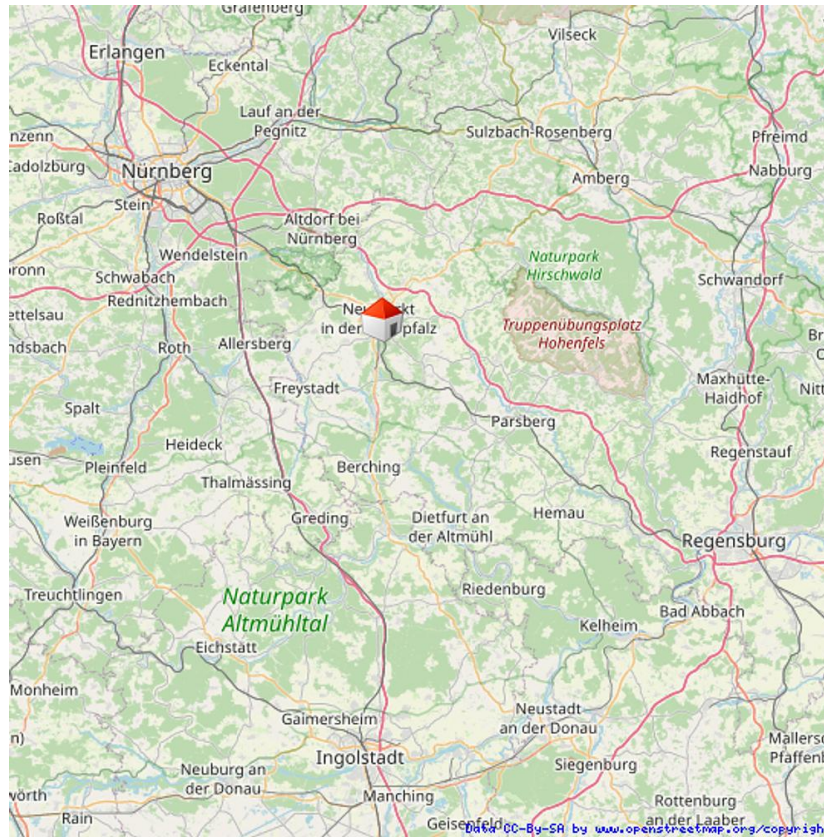 Gräfenberg
Vilseck
Erlangen
Eckental
Lauf an der
Pegnitz
Sulzbach-Rosenberg
Pfreimd
Nabburg
Nürnberg
Amberg
Stein
Roßtal
Altdorf bei
Nürnberg
Wendelstein
Naturpark
Hirschwald
Schwabach
Schwandorf
Rednitzhembach
Truppenübungsplatz
Hohenfels
Roth
Allersberg
Freystadt
Maxhütte-
Haidhof
Spalt
Parsberg
Heideck
Regenstauf
Pleinfeld
Berching
Thalmässing
Weißenburg
in Bayern
Greding
Dietfurt an
der Altmühl
Hemau
Regensburg
Treuchtlingen
Naturpark
Altmühltal
Riedenburg
Bad Abbach
Kelheim
Eichstätt
Monheim
Gaimersheim
Neustadt
an der Donau
Ingolstadt
Siegenburg
Neuburg an
der Donau
Manching
Rain
Geisenfeld
Rottenburg
an der Laaber
Data CC-By-SA by www.openstreetmap.org/copyrigh